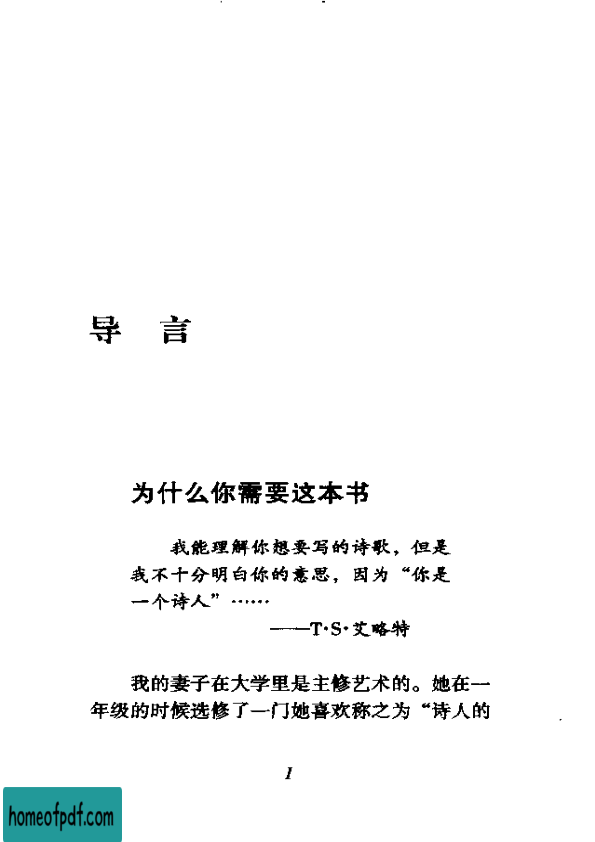 导 言
为什么你需要这本书
我能理解你想要写的诗歌，但是
我不十分明白你的意思，因为“你是
一个诗人”……
——T·S·艾略特
我的妻子在大学里是主修艺术的。她在一
年级的时候选修了一门她喜欢称之为“诗人的
1
homeofpdf.com